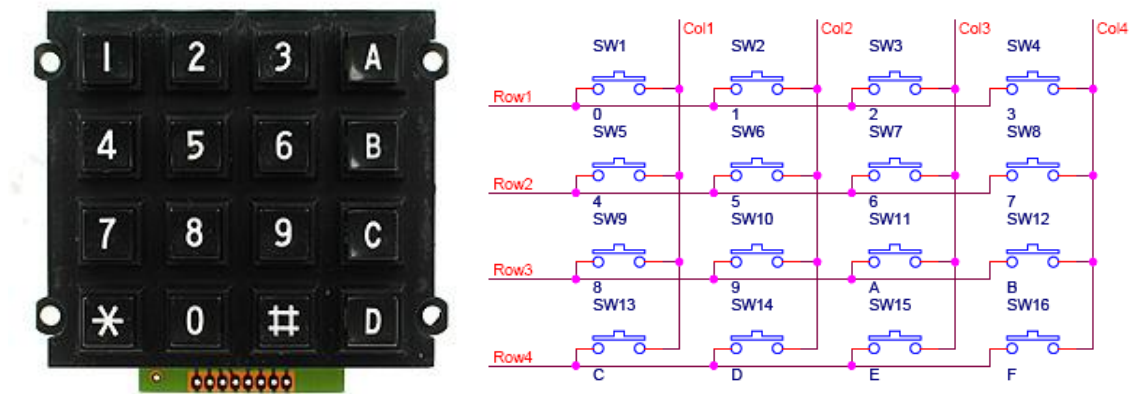 1 2 3 A
4 5 6 B
7 8 9 C
* 0 # D
Col1 Col2 Col3 Col4
SW1 SW2 SW3 SW4
Row1
0 1 2 3
SW5 SW6 SW7 SW8
Row2
4 5 6 7
SW9 SW10 SW11 SW12
Row3
8 9 A B
SW13 SW14 SW15 SW16
Row4
C D E F